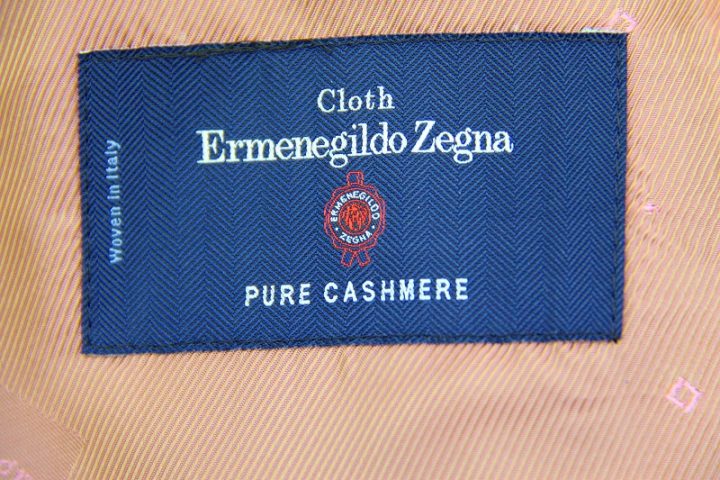 Cloth
Ermenegildo Zegna
Woven in Italy
ERMENEGILDO
ZEGNA
PURE CASHMERE